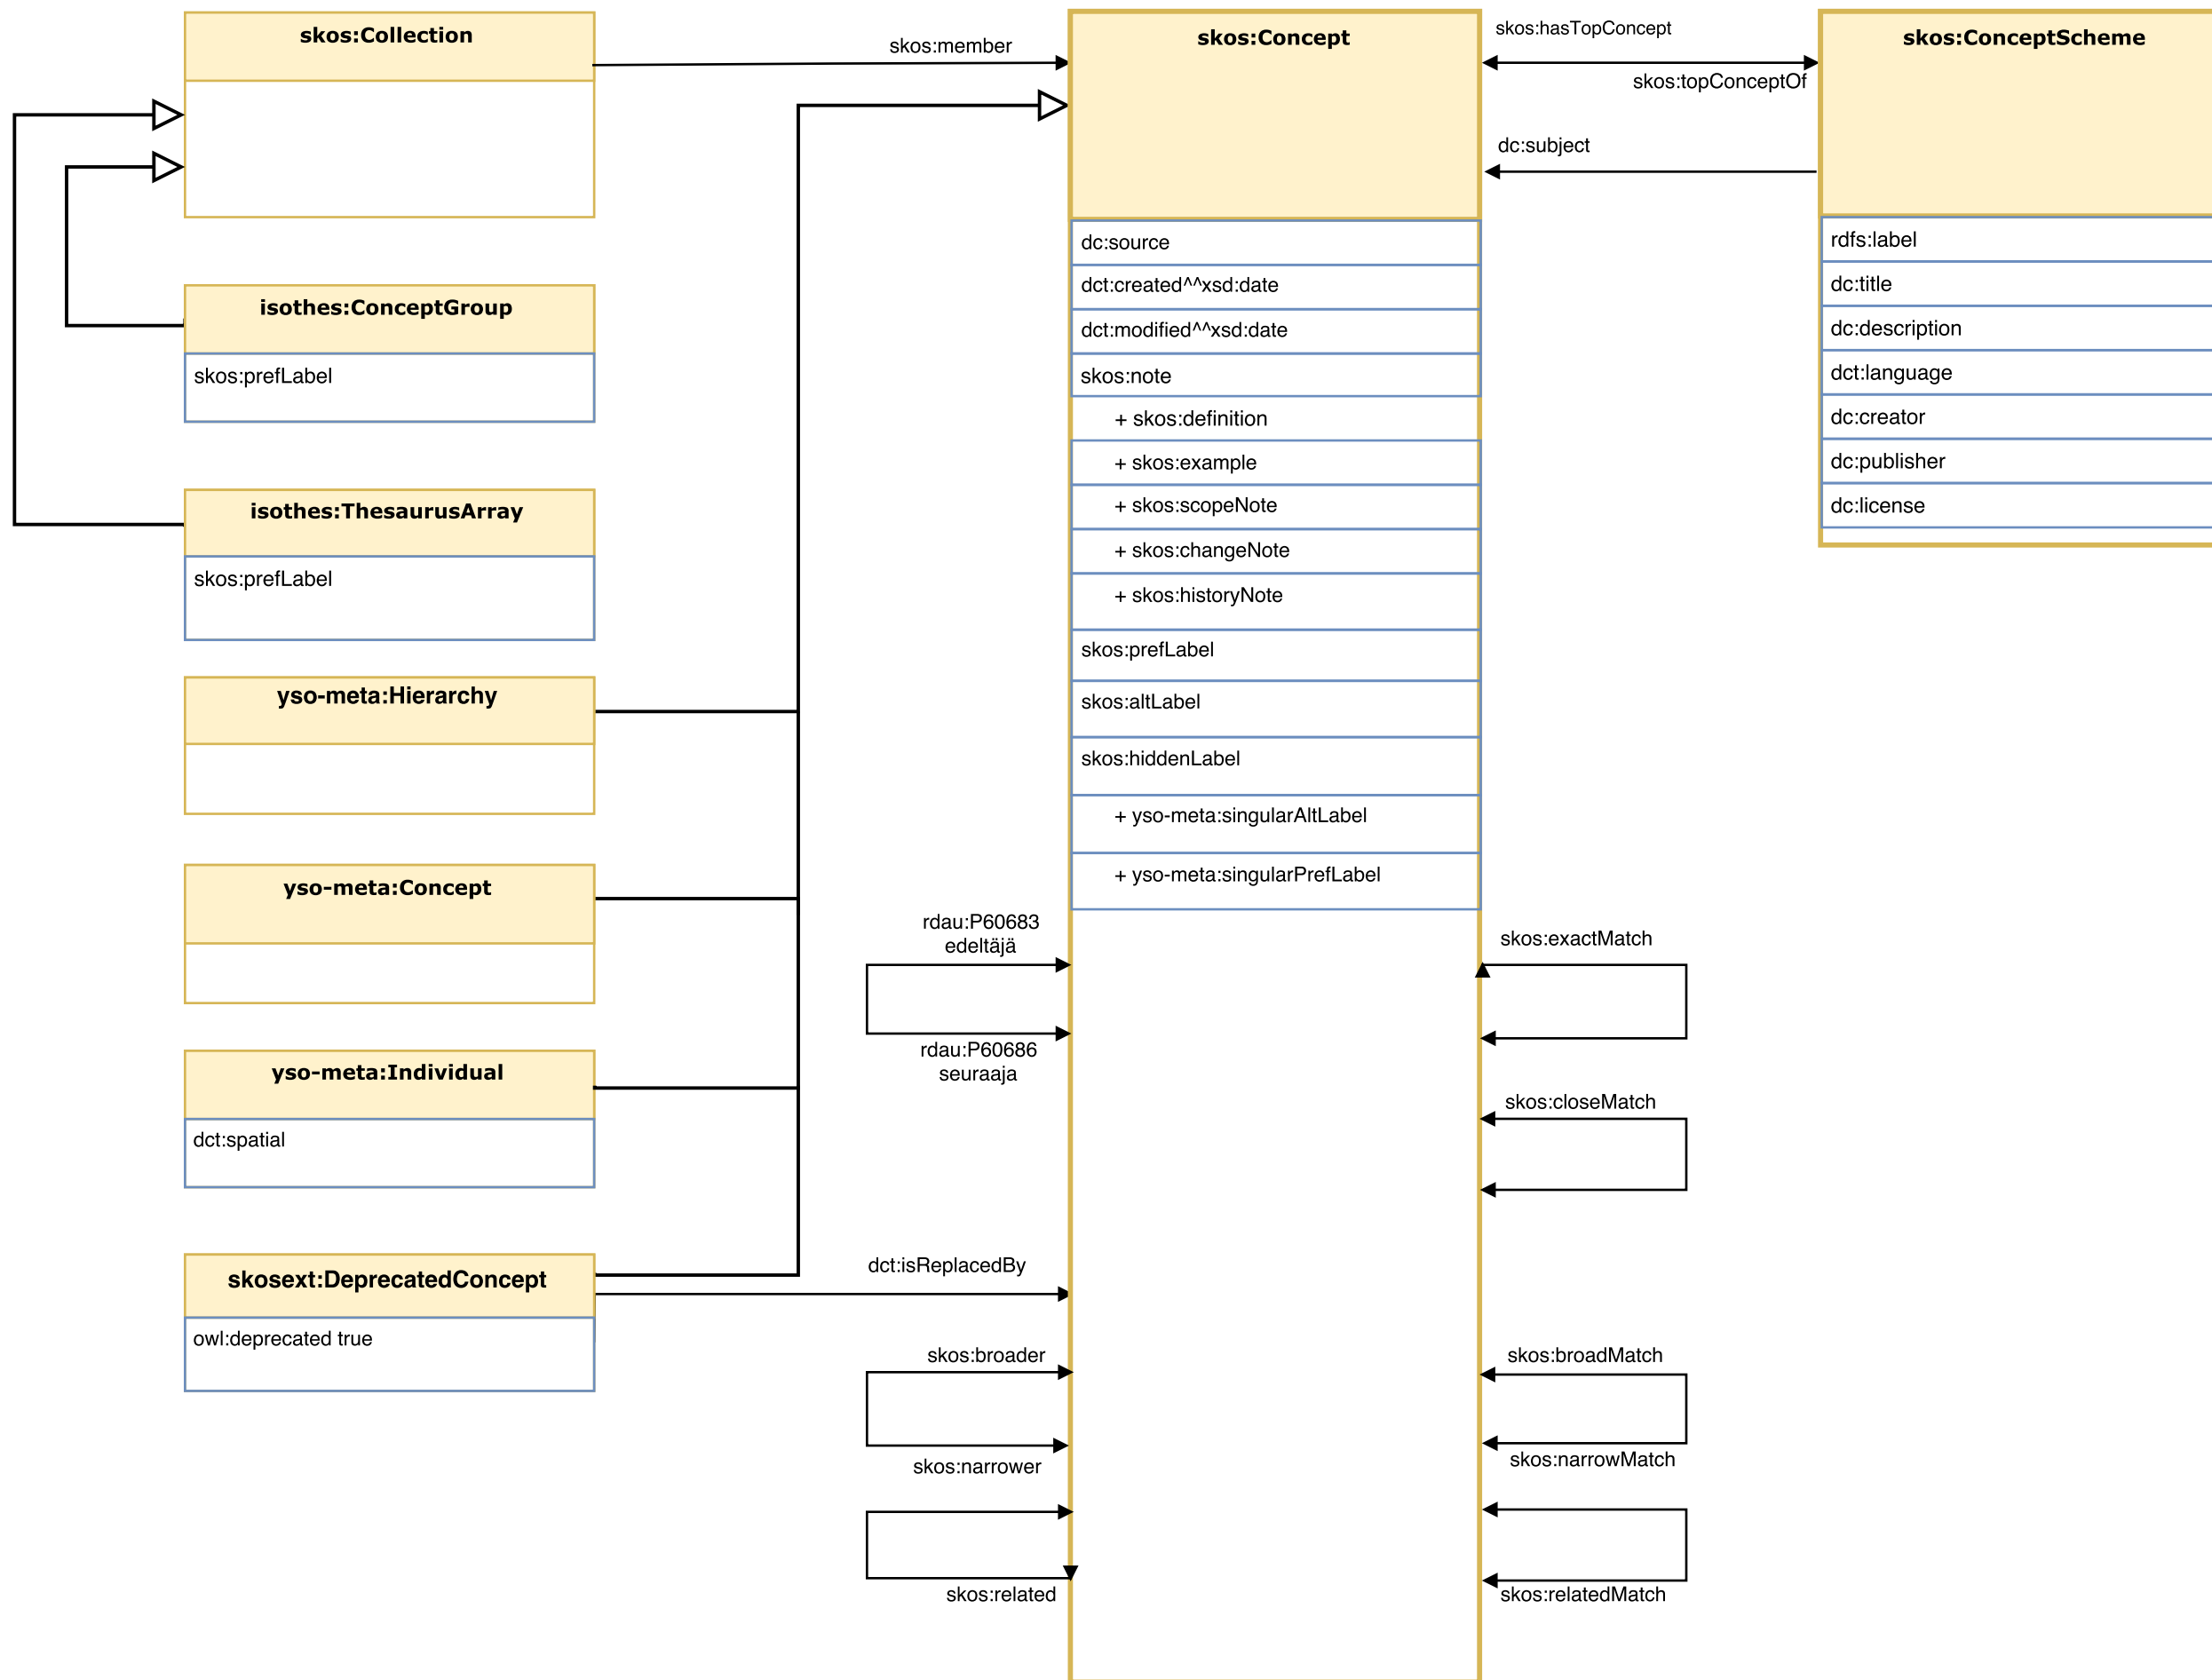 skos:Collection
skos:member
skos:Concept
skos:hasTopConcept
skos:topConceptOf
dc:subject
skos:ConceptScheme
rdfs:label
dc:title
dc:description
dct:language
dc:creator
dc:publisher
dc:license
isothes:ConceptGroup
skos:prefLabel
isothes:ThesaurusArray
skos:prefLabel
yso-meta:Hierarchy
yso-meta:Concept
yso-meta:Individual
dct:spatial
skosext:DeprecatedConcept
owl:deprecated true
dc:source
dct:created^^xsd:date
dct:modified^^xsd:date
skos:note
+ skos:definition
+ skos:example
+ skos:scopeNote
+ skos:changeNote
+ skos:historyNote
skos:prefLabel
skos:altLabel
skos:hiddenLabel
+ yso-meta:singularAltLabel
+ yso-meta:singularPrefLabel
rdau:P60683
edeltäjä
rdau:P60686
seuraaja
dct:isReplacedBy
skos:broader
skos:narrower
skos:related
skos:exactMatch
skos:closeMatch
skos:broadMatch
skos:narrowMatch
skos:relatedMatch